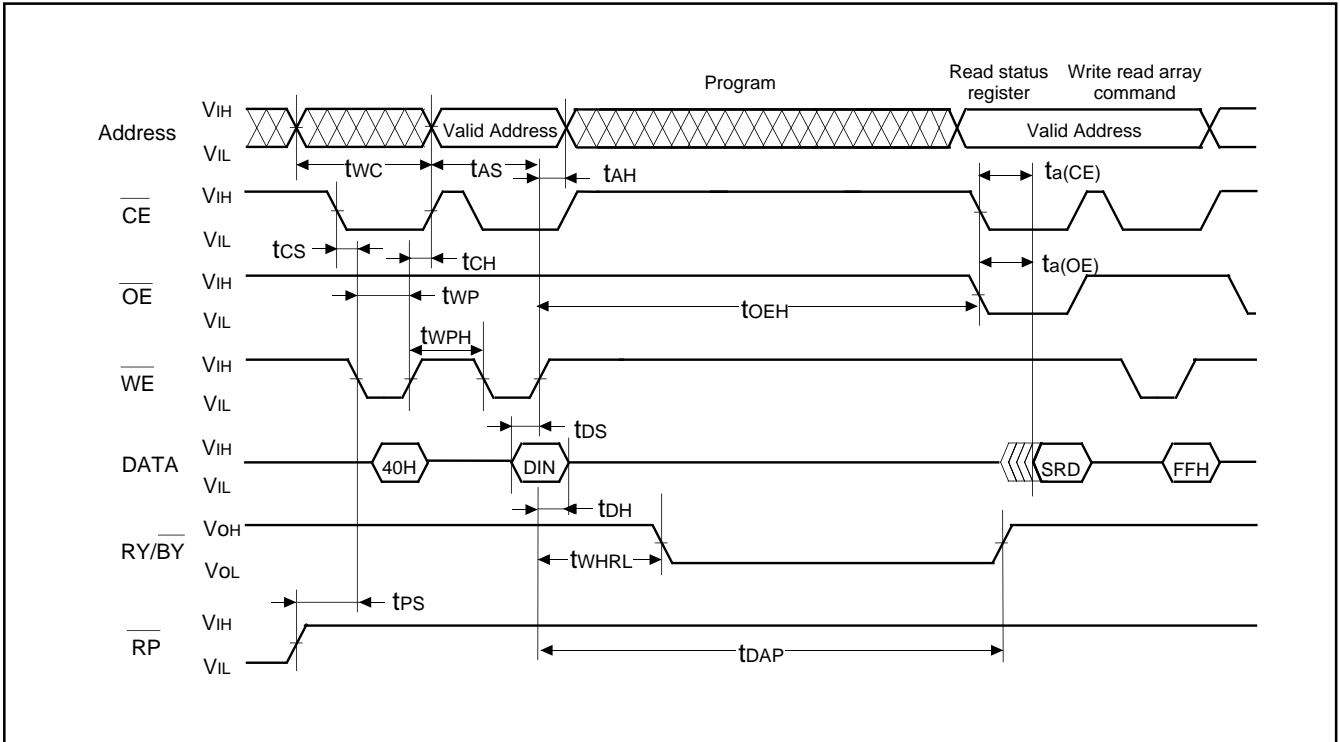 Program
Read status
register
Write read array
command
Address
VIH
VIL
Valid Address
Valid Address
tWC
tAS
tAH
ta(CE)
CE
VIH
VIL
tCS
tCH
ta(OE)
OE
VIH
VIL
tWP
tOEH
tWPH
WE
VIH
VIL
tDS
DATA
VIH
VIL
40H
DIN
SRD
FFH
tDH
RY/BY
VOH
VOL
tWHRL
tPS
RP
VIH
VIL
tDAP